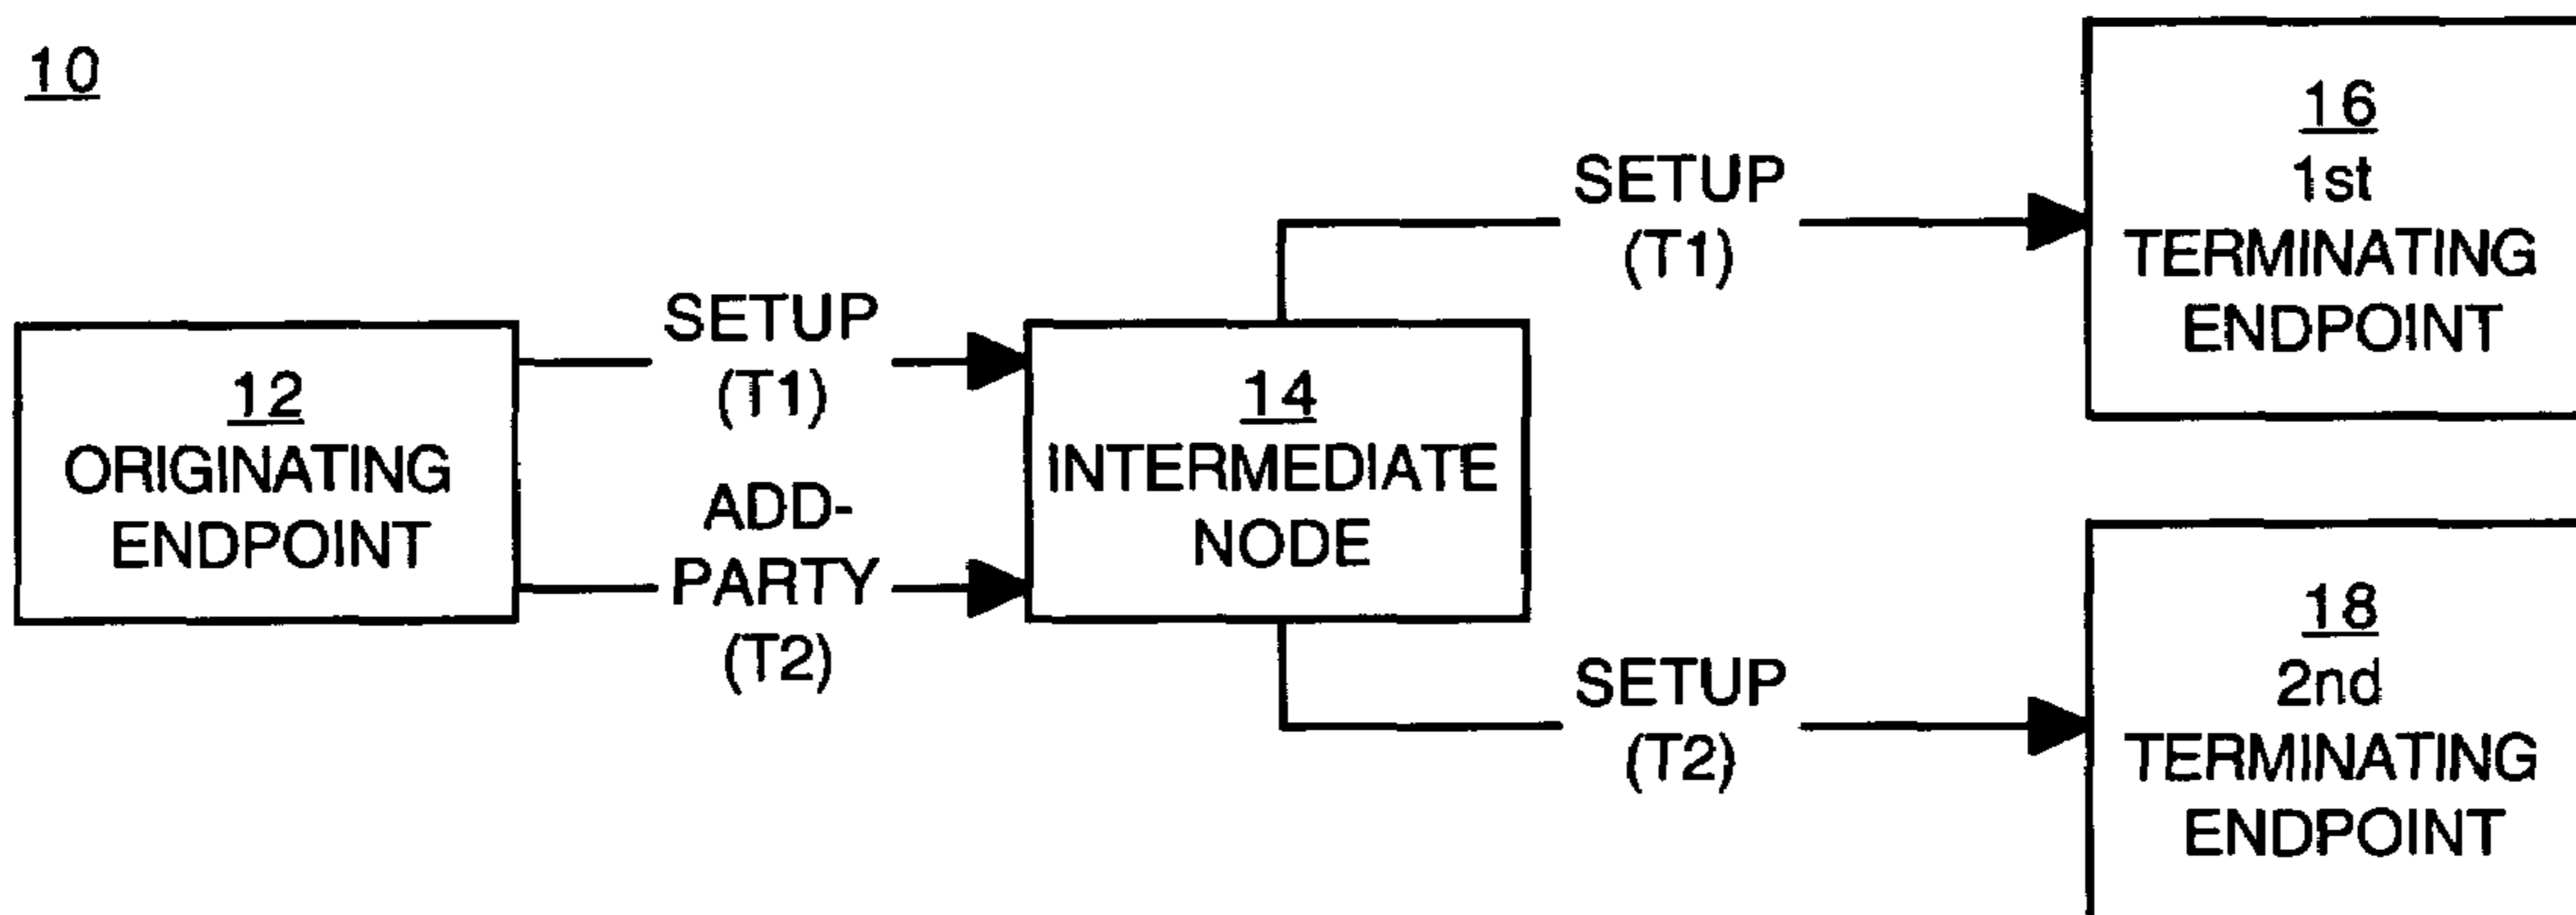 10
12
ORIGINATING
ENDPOINT
SETUP
(T1)
ADD-
PARTY
(T2)
14
INTERMEDIATE
NODE
SETUP
(T1)
SETUP
(T2)
16
1st
TERMINATING
ENDPOINT
18
2nd
TERMINATING
ENDPOINT